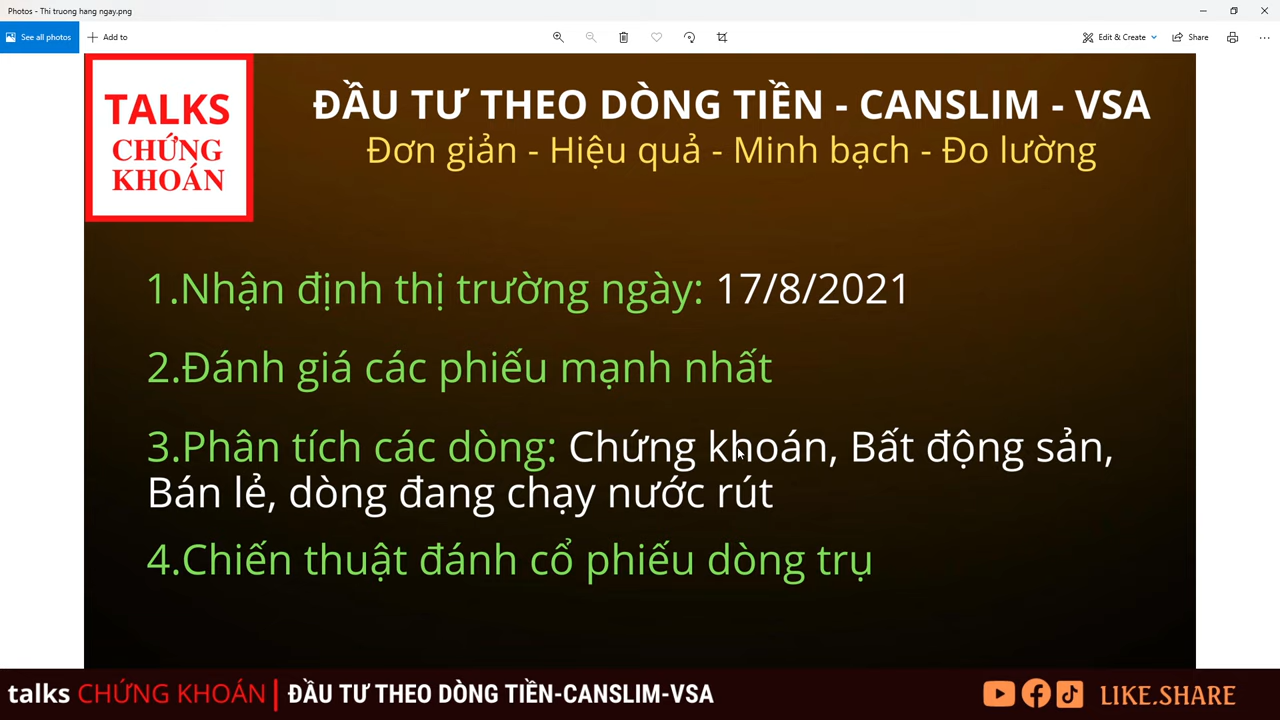 Photos - Thi truong hang ngay.png
See all photos
Add to
Edit & Create
Share
TALKS
CHỨNG
KHOÁN
ĐẦU TƯ THEO DÒNG TIỀN - CANSLIM - VSA
Đơn giản - Hiệu quả - Minh bạch - Đo lường
1.Nhận định thị trường ngày: 17/8/2021
2.Đánh giá các phiếu mạnh nhất
3.Phân tích các dòng: Chứng khoán, Bất động sản,
Bán lẻ, dòng đang chạy nước rút
4.Chiến thuật đánh cổ phiếu dòng trụ
talks CHỨNG KHOÁN | ĐẦU TƯ THEO DÒNG TIỀN-CANSLIM-VSA
LIKE.SHARE